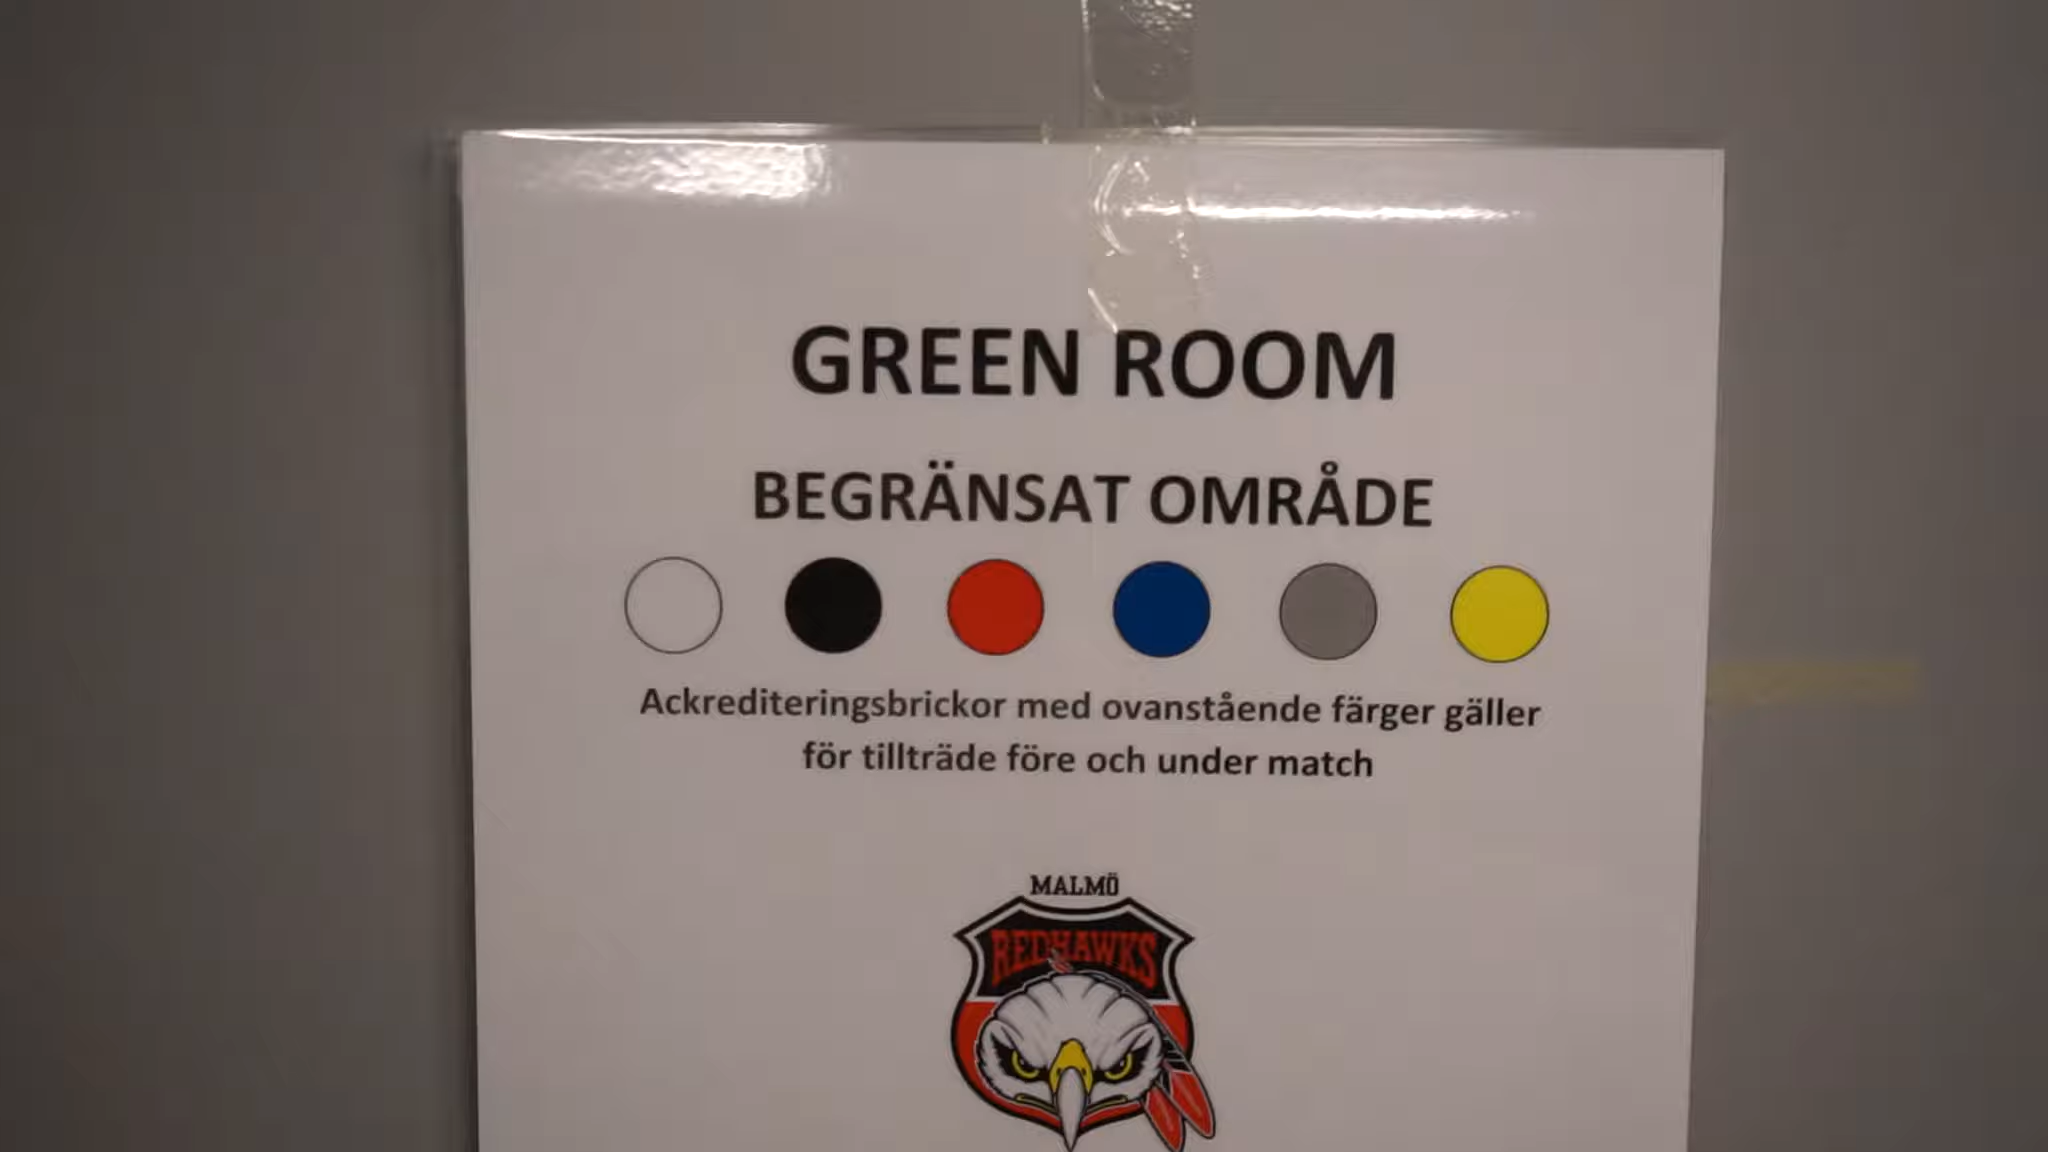 GREEN ROOM
BEGRÄNSAT OMRÅDE
Ackrediteringsbrickor med ovanstående färger gäller
för tillträde före och under match
MALMÖ
REDHAWKS